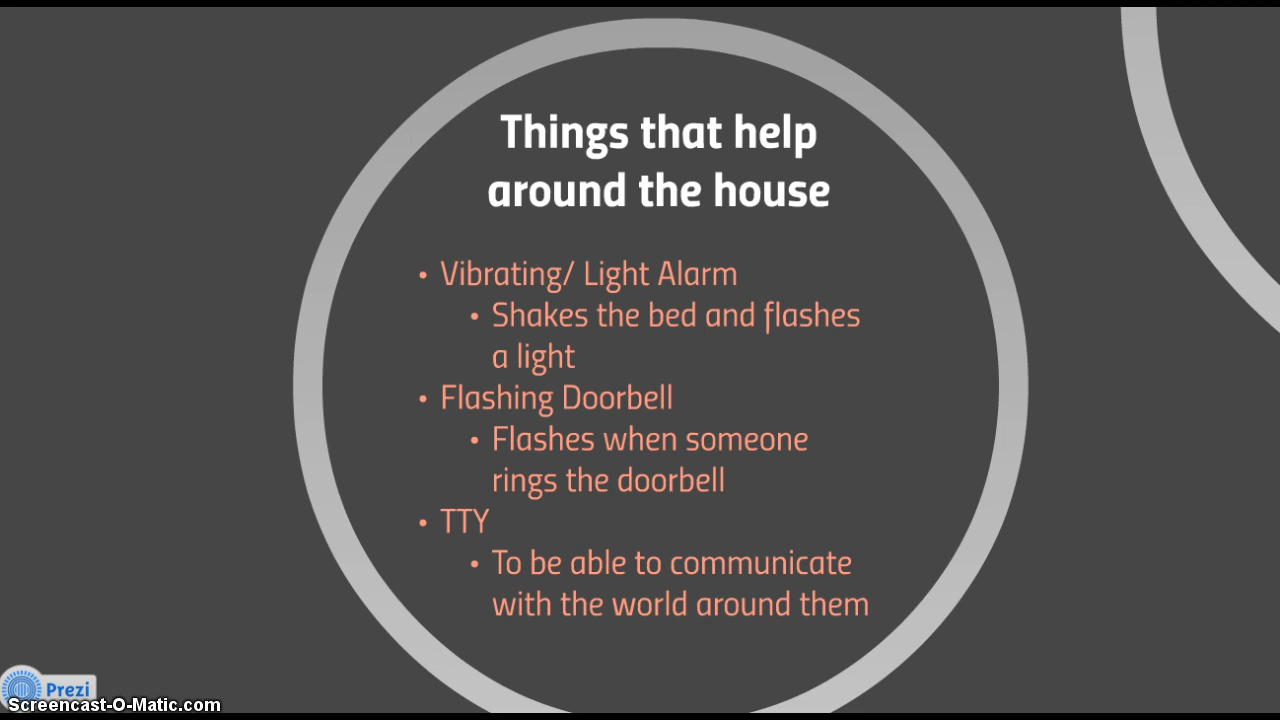 Things that help
around the house
• Vibrating/ Light Alarm
• Shakes the bed and flashes
a light
• Flashing Doorbell
• Flashes when someone
rings the doorbell
• TTY
• To be able to communicate
with the world around them
Prezi
Screencast-O-Matic.com